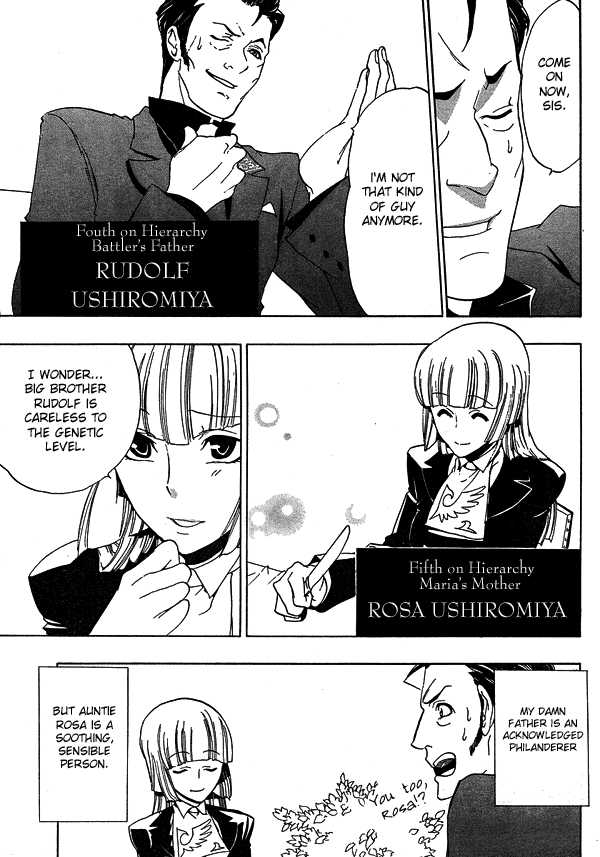 COME
ON
NOW,
SIS.
I'M NOT
THAT KIND
OF GUY
ANYMORE.
Fouth on Hierarchy
Battler's Father
RUDOLF
USHIROMIYA
Fifth on Hierarchy
Maria's Mother
ROSA USHIROMIYA
I WONDER...
BIG BROTHER
RUDOLF IS
CARELESS TO
THE GENETIC
LEVEL.
MY DAMN
FATHER IS AN
ACKNOWLEDGED
PHILANDERER
You too,
Rosa!?
BUT AUNTIE
ROSA IS A
SOOTHING,
SENSIBLE
PERSON.